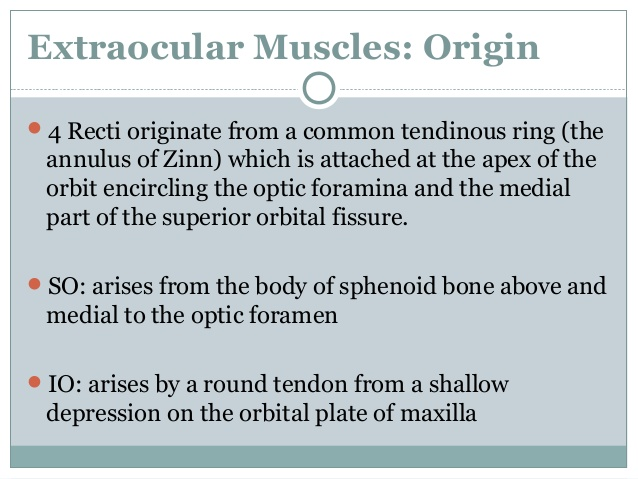 Extraocular Muscles: Origin
4 Recti originate from a common tendinous ring (the
annulus of Zinn) which is attached at the apex of the
orbit encircling the optic foramina and the medial
part of the superior orbital fissure.
SO: arises from the body of sphenoid bone above and
medial to the optic foramen
IO: arises by a round tendon from a shallow
depression on the orbital plate of maxilla